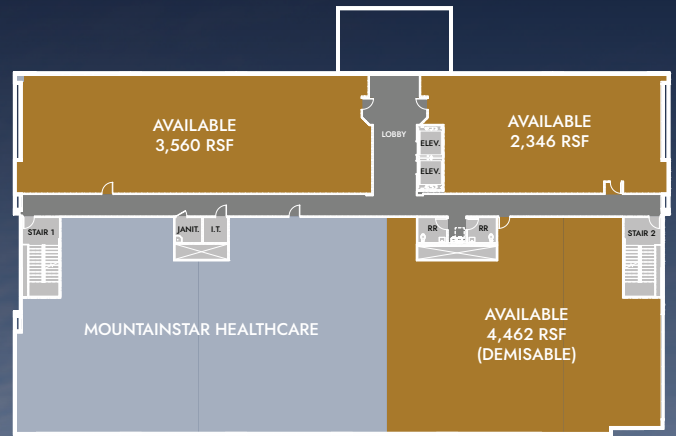 AVAILABLE
3,560 RSF
LOBBY
AVAILABLE
2,346 RSF
ELEV.
ELEV.
STAIR 1
JANIT.
I.T.
RR
RR
STAIR 2
MOUNTAINSTAR HEALTHCARE
AVAILABLE
4,462 RSF
(DEMISABLE)